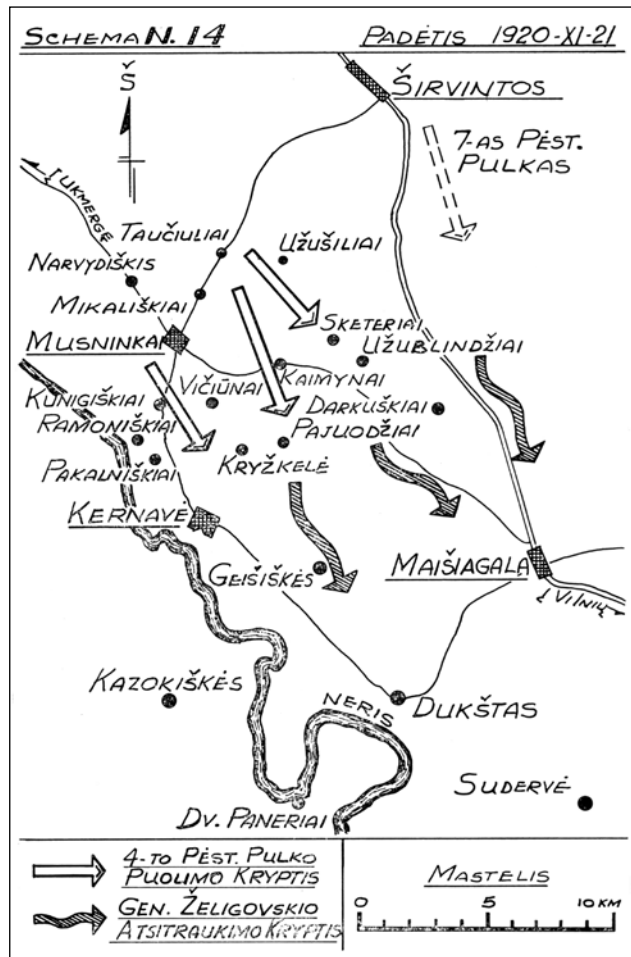 SCHEMA N. 14
PADĖTIS 1920-XI-21
Š
ŠIRVINTOS
7-AS PĖST.
PULKAS
Į UKMERGĘ
TAUČIULIAI
UŽUŠILIAI
NARVYDIŠKIS
MIKALIŠKIAI
SKETERIAI
MUSNINKAI
UŽUBLINDŽIAI
VIČIŪNAI
KAIMYNAI
KUNIGIŠKIAI
DARKUŠKIAI
RAMONIŠKIAI
PAJUODŽIAI
PAKALNIŠKIAI
KRYŽKELĖ
KERNAVĖ
MAIŠIAGALA
GEIŠIŠKĖS
Į VILNIŲ
KAZOKIŠKĖS
NERIS
DUKŠTAS
SUDERVĖ
DV. PANERIAI
4-TO PĖST. PULKO
PUOLIMO KRYPTIS
GEN. ŽELIGOVSKIO
ATSITRAUKIMO KRYPTIS
MASTELIS
0 5 10 KM